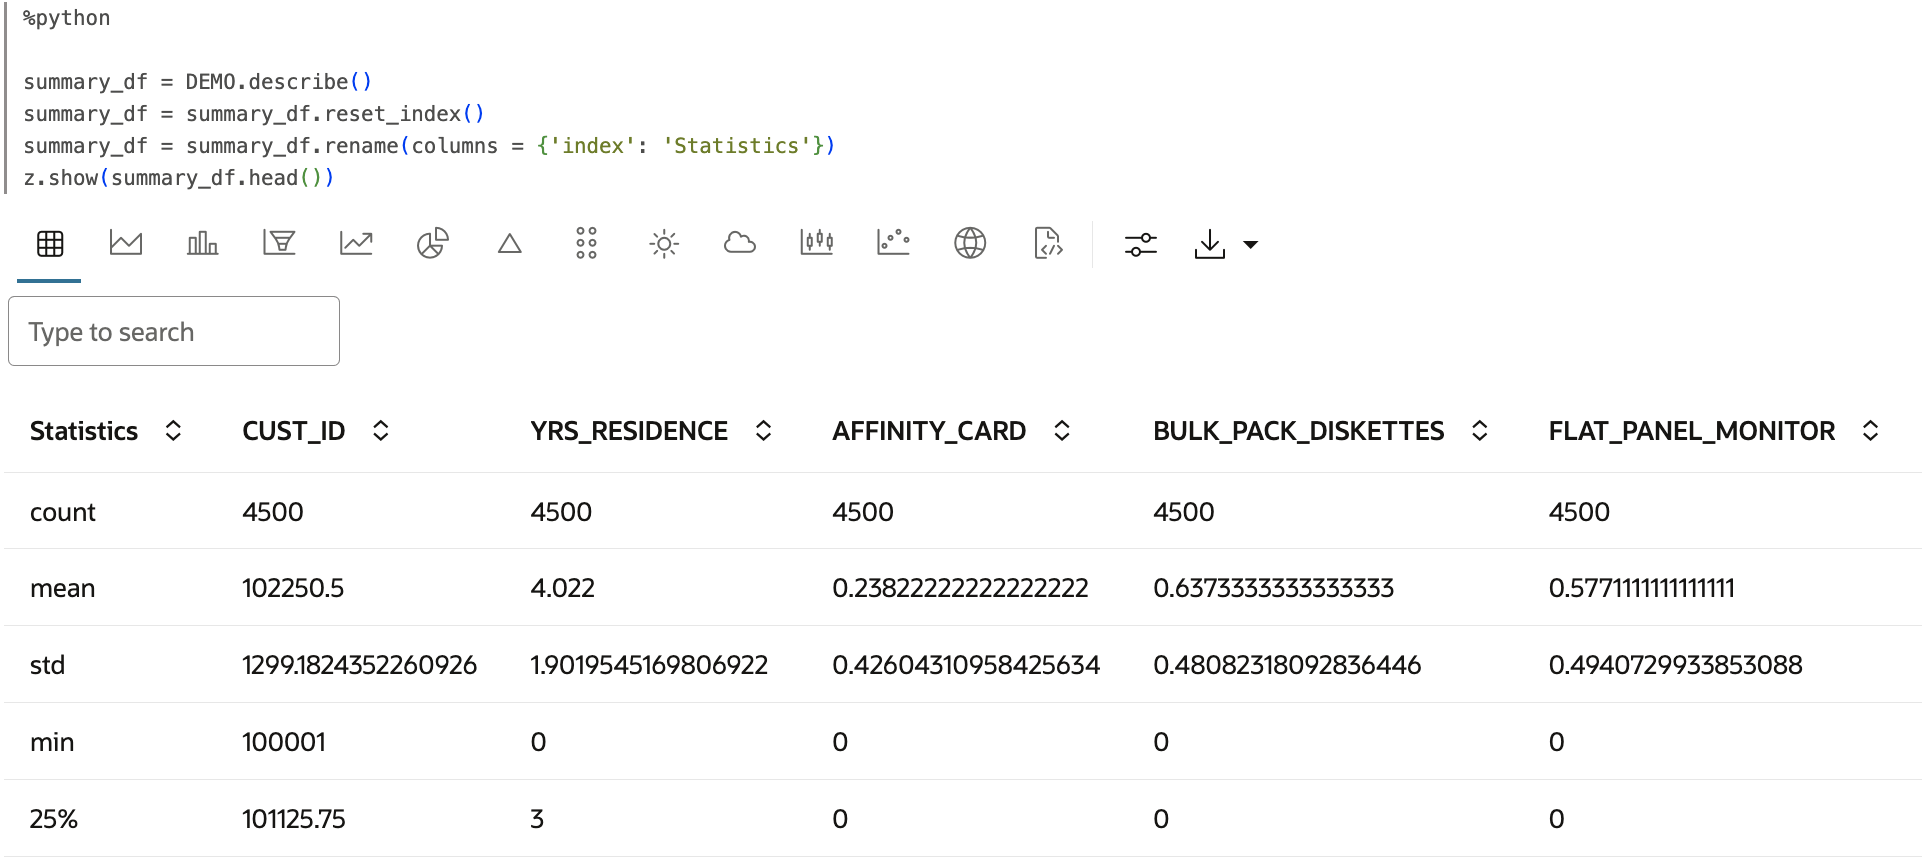 %python
summary_df = DEMO.describe()
summary_df = summary_df.reset_index()
summary_df = summary_df.rename(columns = {'index': 'Statistics'})
z.show(summary_df.head())
Type to search
Statistics CUST_ID YRS_RESIDENCE AFFINITY_CARD BULK_PACK_DISKETTES FLAT_PANEL_MONITOR
count 4500 4500 4500 4500 4500
mean 102250.5 4.022 0.23822222222222222 0.6373333333333333 0.5771111111111111
std 1299.1824352260926 1.9019545169806922 0.42604310958425634 0.48082318092836446 0.4940729933853088
min 100001 0 0 0 0
25% 101125.75 3 0 0 0